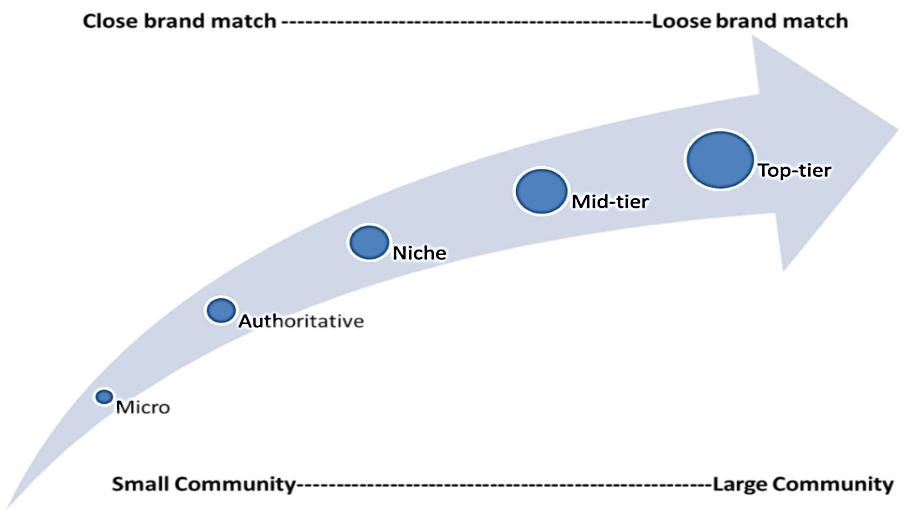 Close brand match ------------------------------------------------Loose brand match
Top-tier
Mid-tier
Niche
Authoritative
Micro
Small Community-----------------------------------------------------Large Community